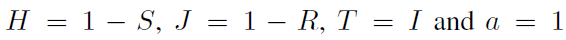 H = 1 − S, J = 1 − R, T = I and a = 1